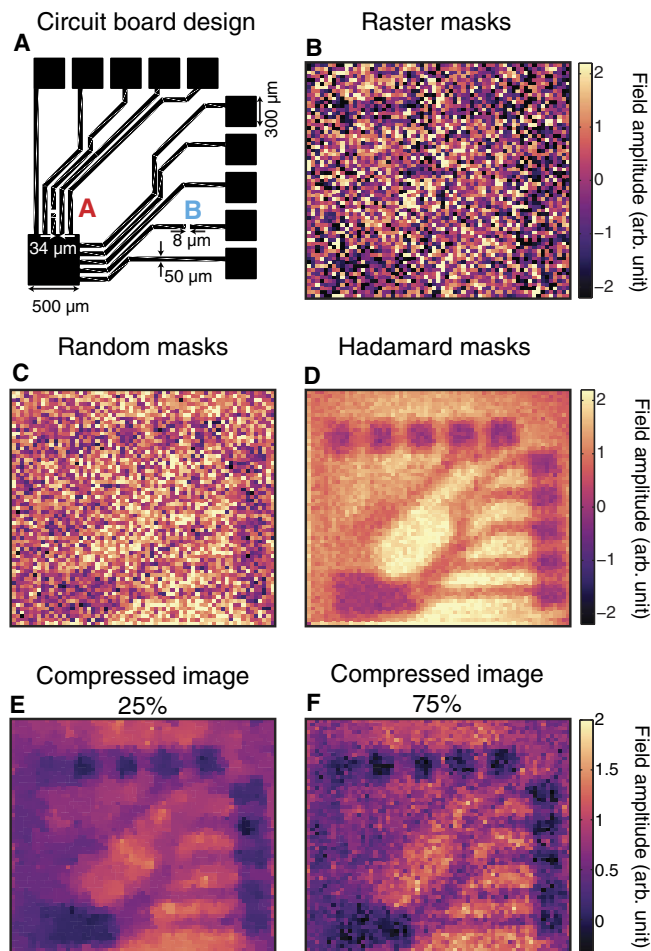 Circuit board design
Raster masks
A
B
300 µm
A
B
34 µm
8 µm
50 µm
500 µm
2
1
0
−1
−2
Field amplitude (arb. unit)
Random masks
Hadamard masks
C
D
2
1
0
−1
−2
Field amplitude (arb. unit)
Compressed image
25%
Compressed image
75%
E
F
2
1.5
1
0.5
0
Field ampltiude (arb. unit)